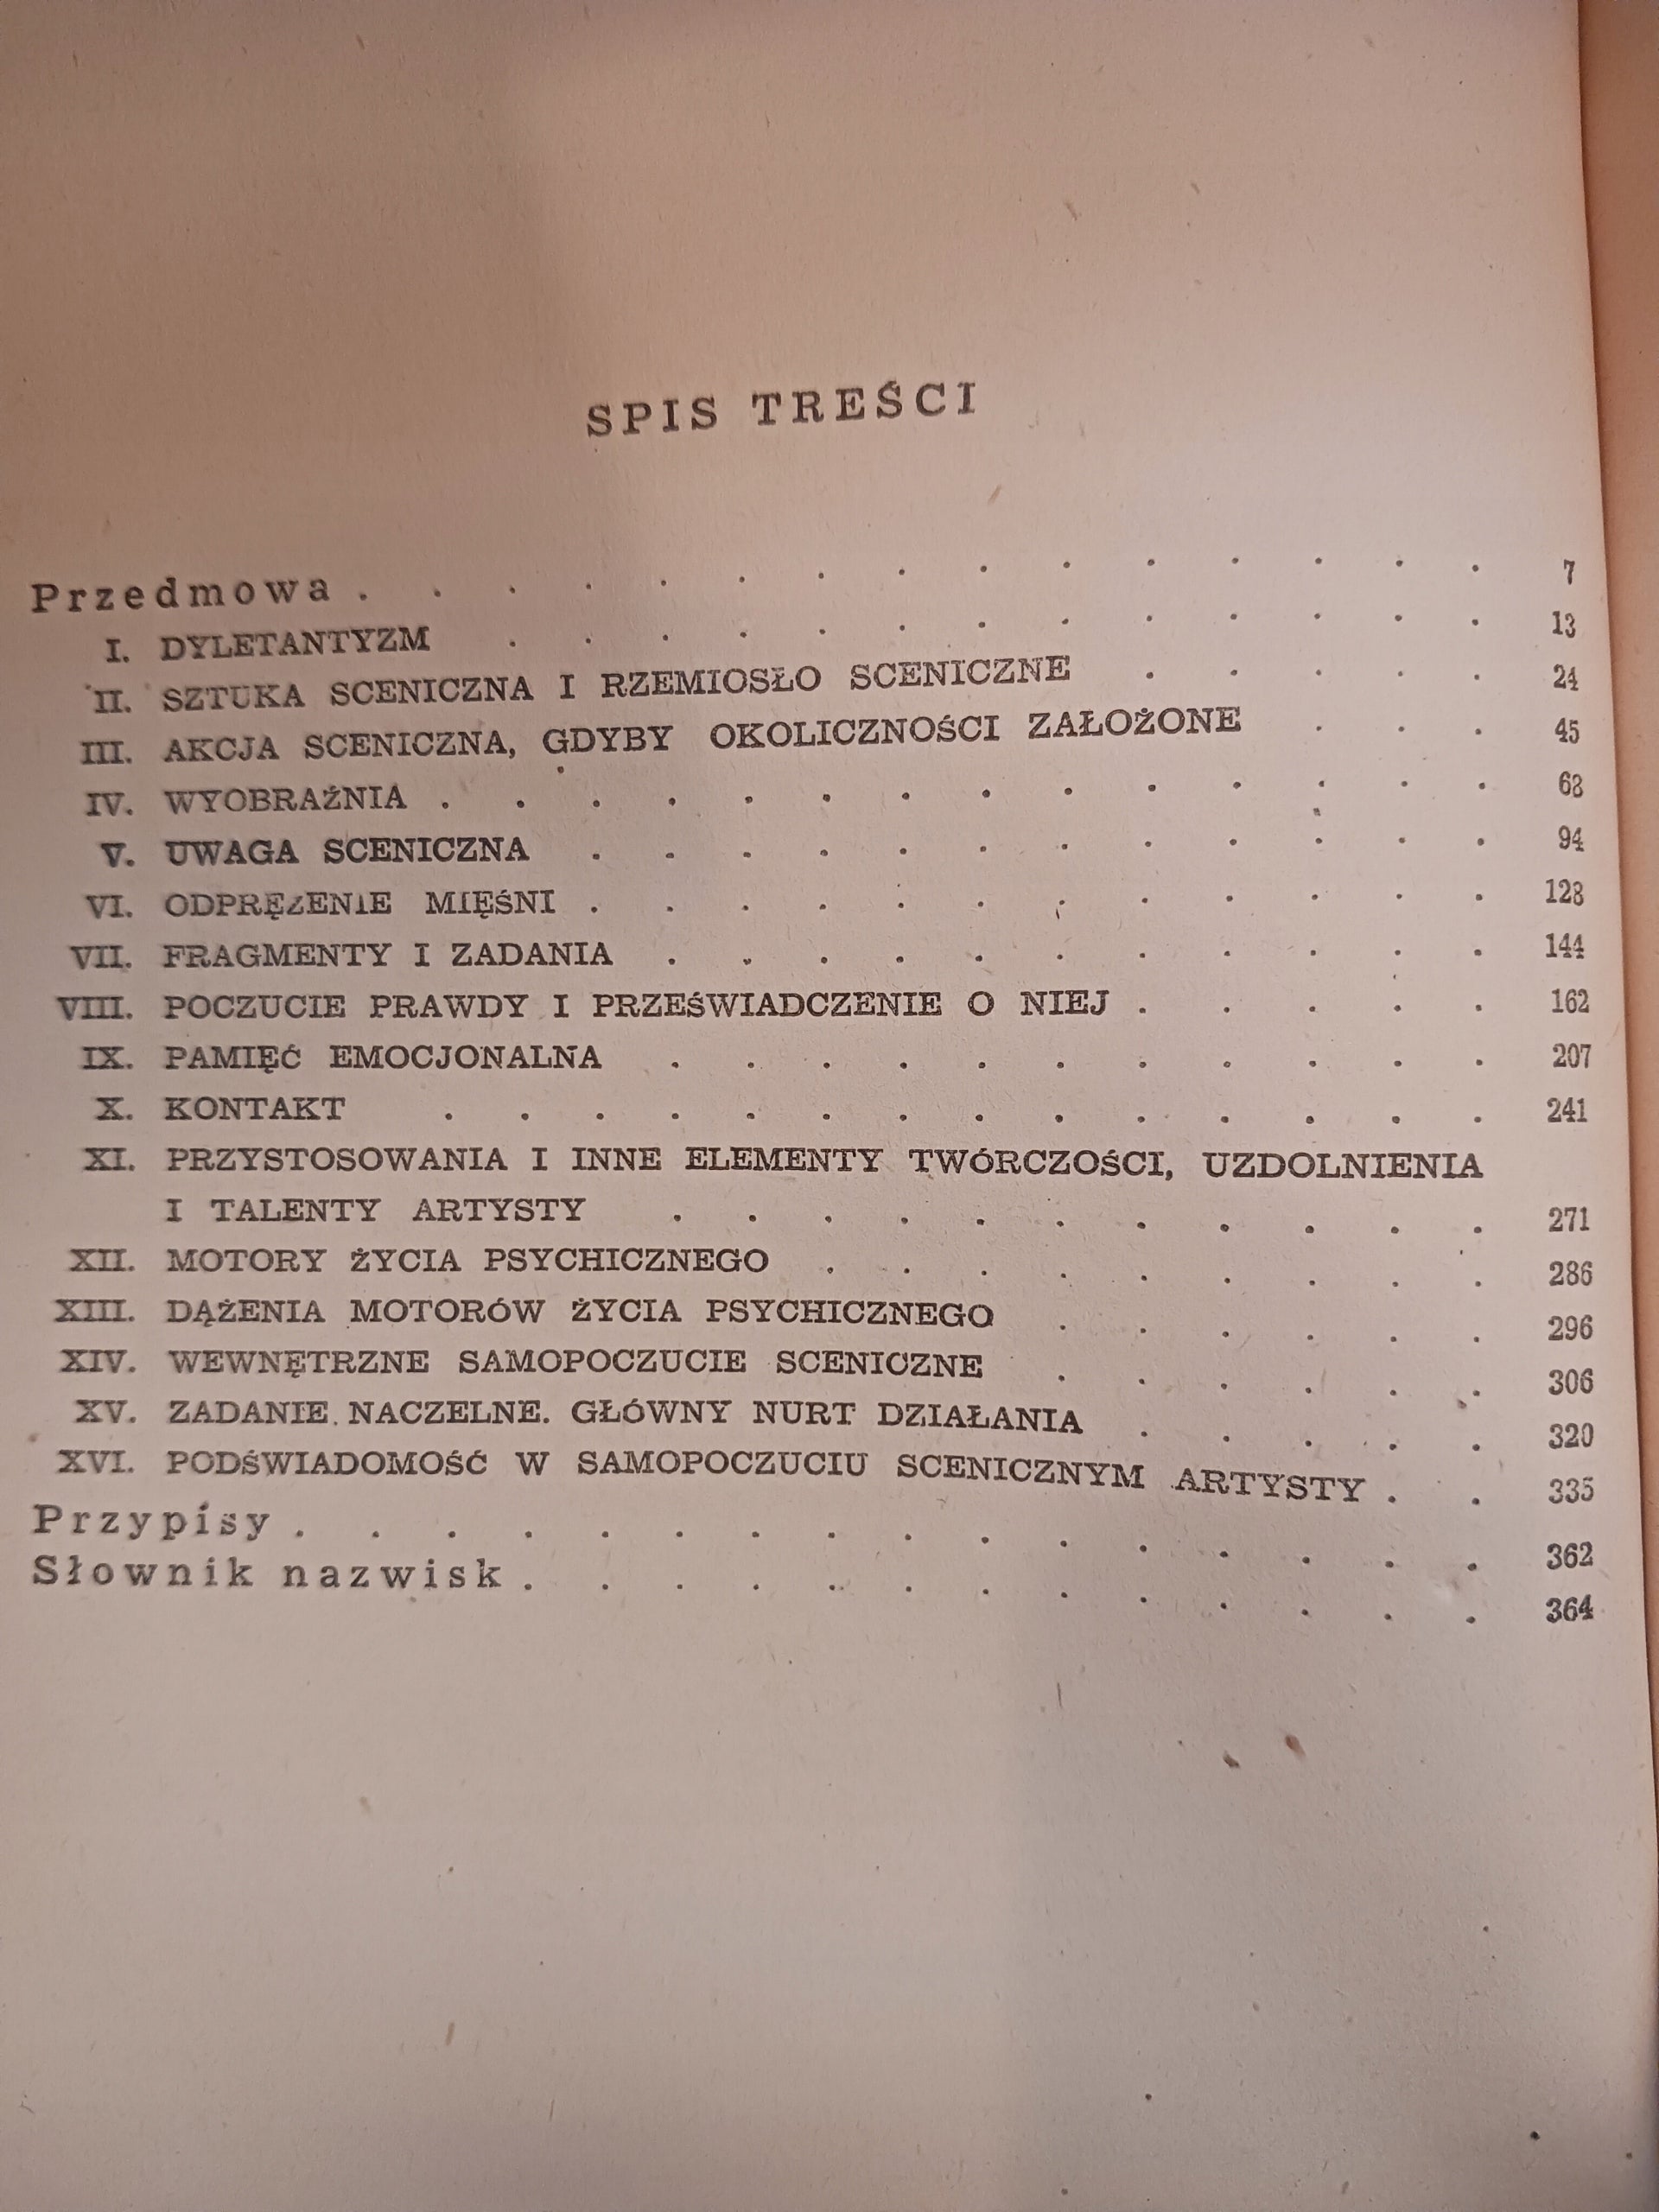 SPIS TREŚCI
Przedmowa . . . . . . . . . . . . . . . 7
I. DYLETANTYZM . . . . . . . . . . . . . 13
II. SZTUKA SCENICZNA I RZEMIOSŁO SCENICZNE . . . . . 24
III. AKCJA SCENICZNA, GDYBY OKOLICZNOŚCI ZAŁOŻONE . . . 45
IV. WYOBRAŹNIA . . . . . . . . . . . . . . 68
V. UWAGA SCENICZNA . . . . . . . . . . . . 94
VI. ODPRĘŻENIE MIĘŚNI . . . . . . . . . . . . 128
VII. FRAGMENTY I ZADANIA . . . . . . . . . . . 144
VIII. POCZUCIE PRAWDY I PRZEŚWIADCZENIE O NIEJ . . . . . 162
IX. PAMIĘĆ EMOCJONALNA . . . . . . . . . . . 207
X. KONTAKT . . . . . . . . . . . . . . 241
XI. PRZYSTOSOWANIA I INNE ELEMENTY TWÓRCZOŚCI, UZDOLNIENIA
I TALENTY ARTYSTY . . . . . . . . . . . 271
XII. MOTORY ŻYCIA PSYCHICZNEGO . . . . . . . . . 286
XIII. DĄŻENIA MOTORÓW ŻYCIA PSYCHICZNEGO . . . . . . 296
XIV. WEWNĘTRZNE SAMOPOCZUCIE SCENICZNE . . . . . . 306
XV. ZADANIE NACZELNE. GŁÓWNY NURT DZIAŁANIA . . . . . 320
XVI. PODŚWIADOMOŚĆ W SAMOPOCZUCIU SCENICZNYM ARTYSTY . . 335
Przypisy . . . . . . . . . . . . . . . . 362
Słownik nazwisk . . . . . . . . . . . . . 364